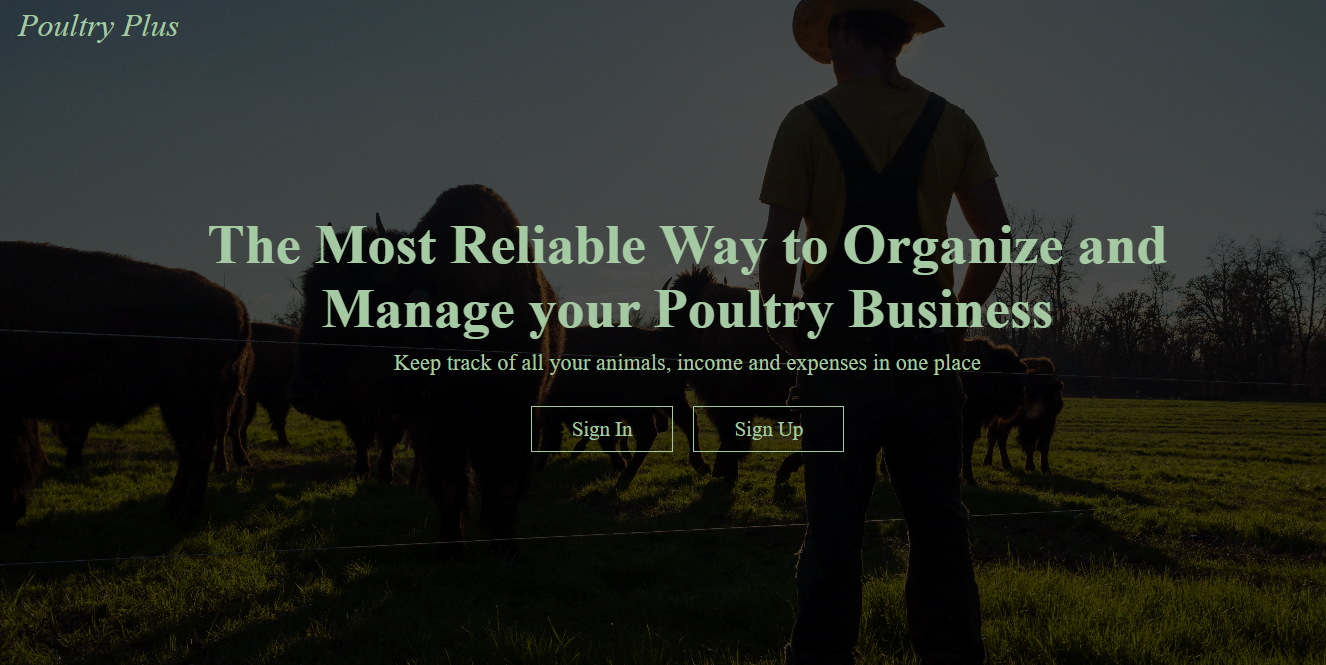 Poultry Plus
The Most Reliable Way to Organize and
Manage your Poultry Business
Keep track of all your animals, income and expenses in one place
Sign In
Sign Up